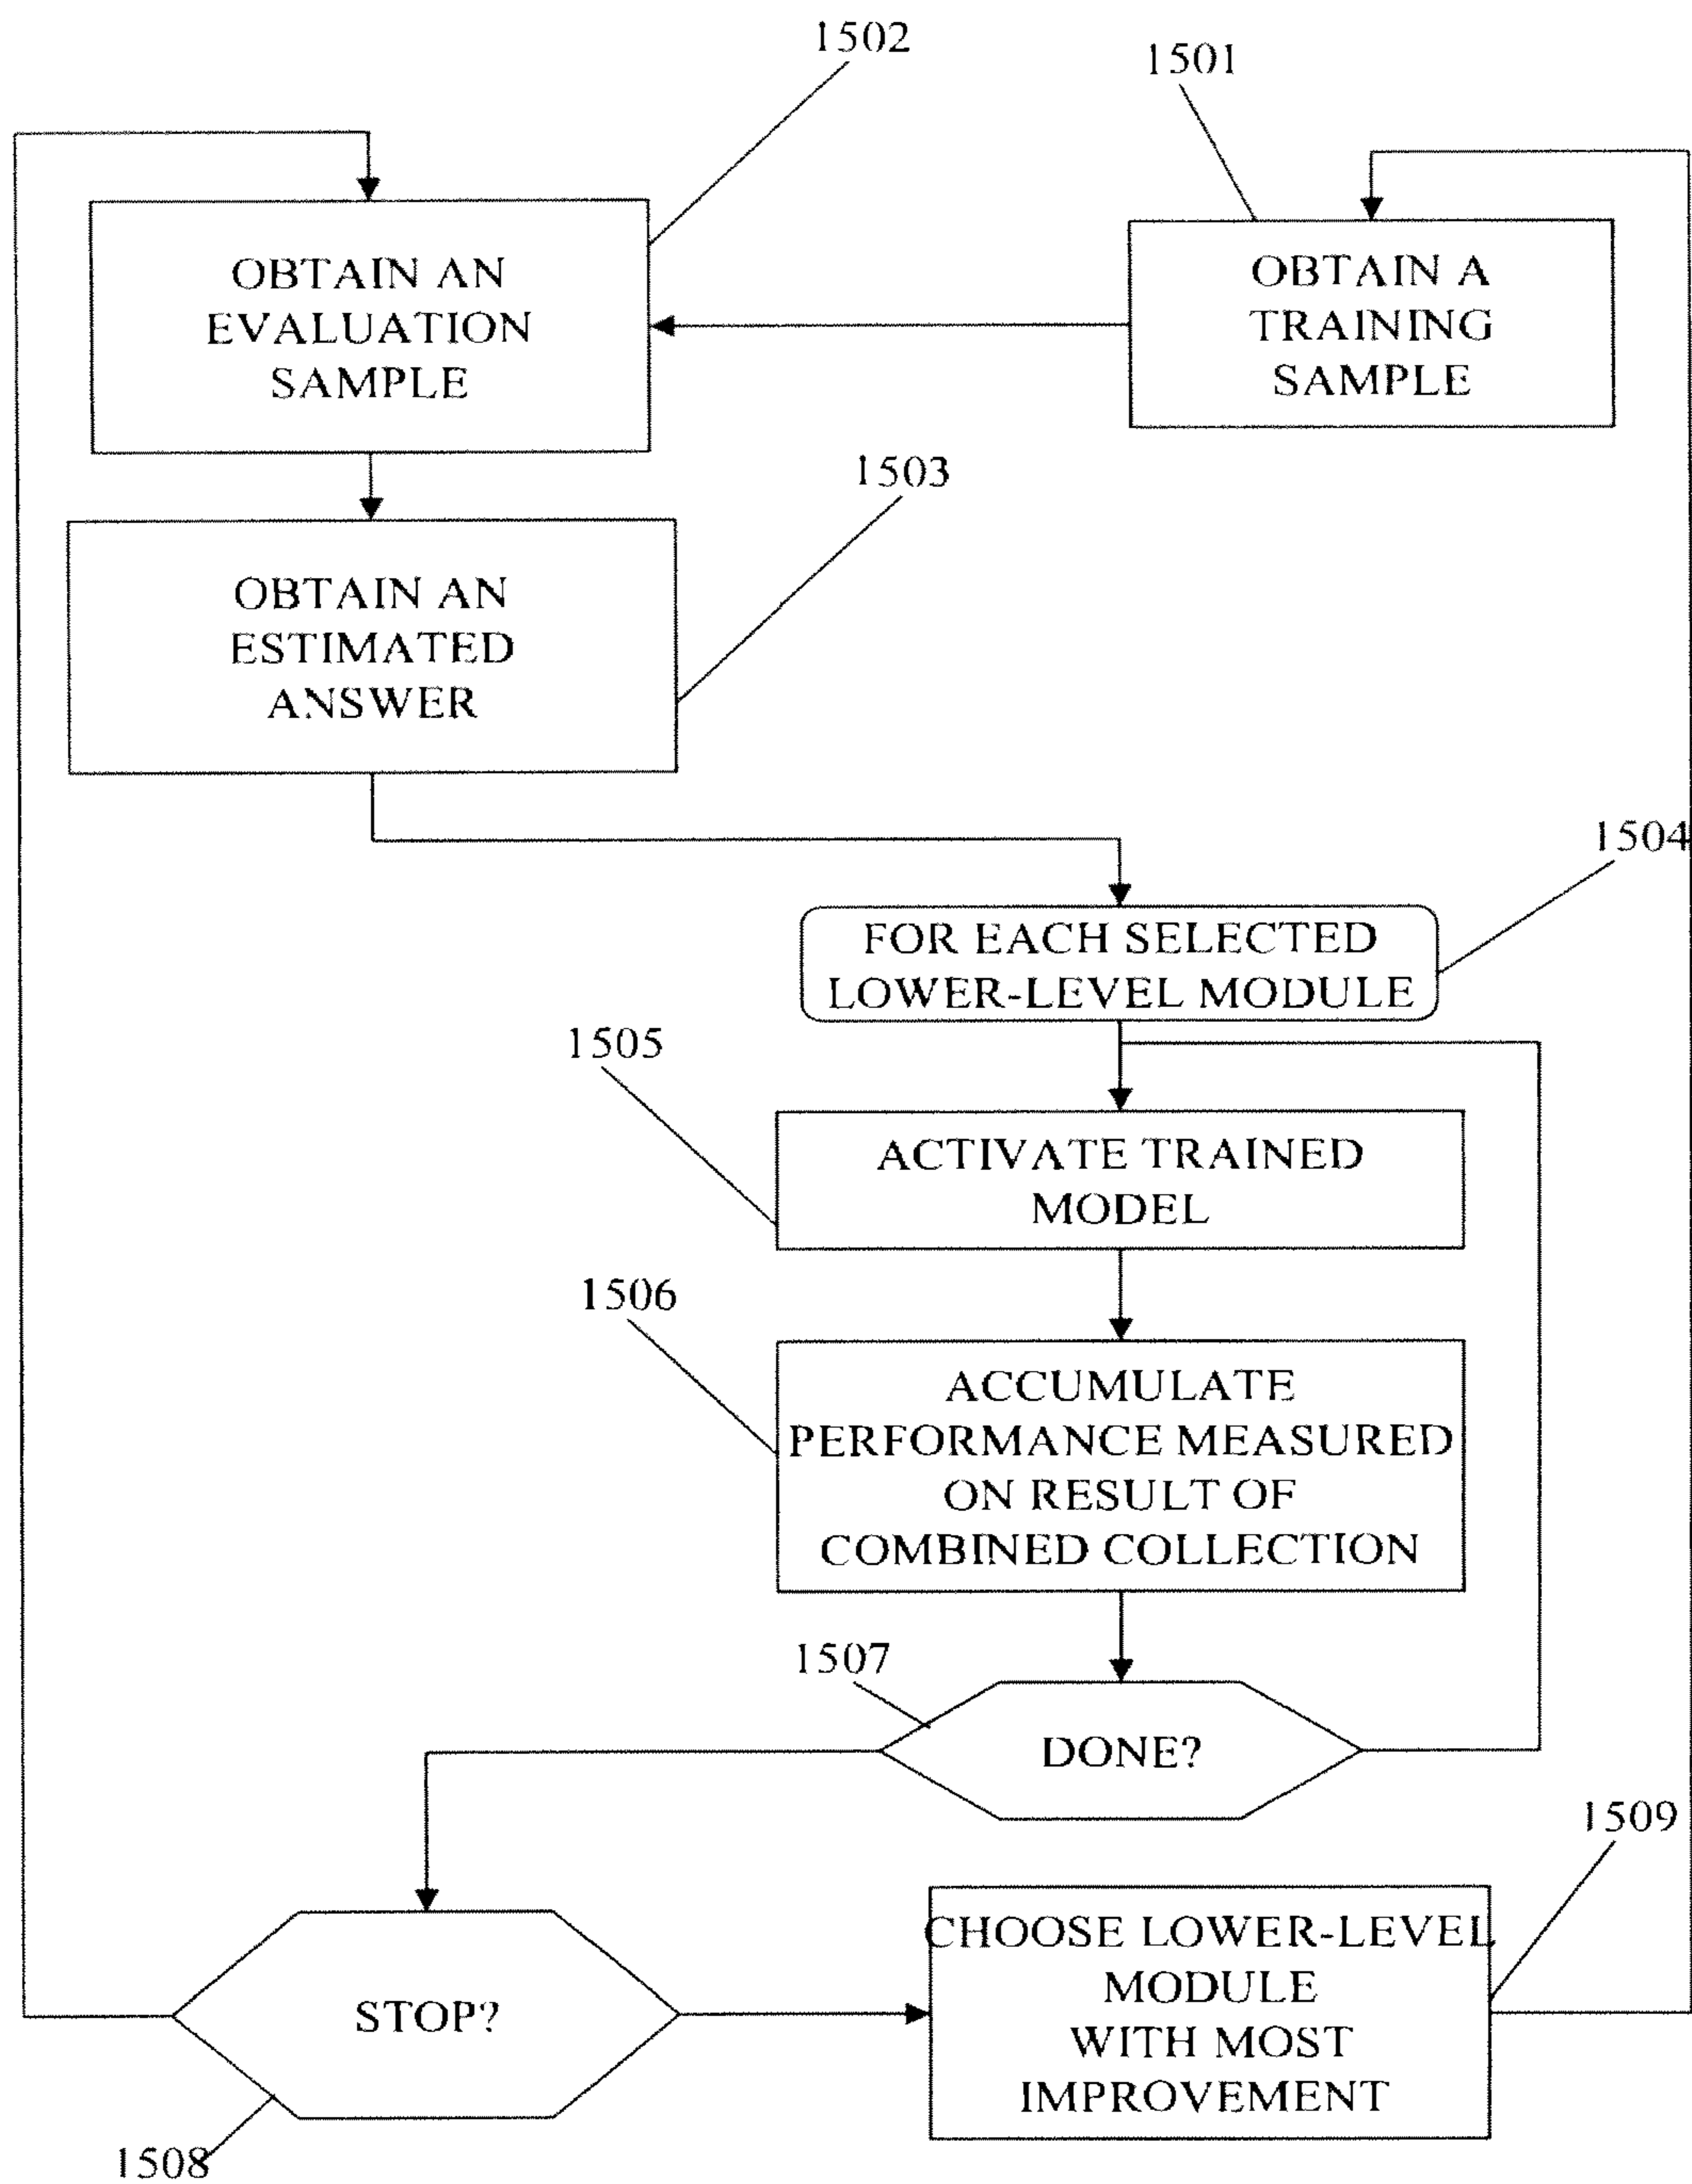 1502
1501
OBTAIN AN
EVALUATION
SAMPLE
OBTAIN A
TRAINING
SAMPLE
1503
OBTAIN AN
ESTIMATED
ANSWER
1504
FOR EACH SELECTED
LOWER-LEVEL MODULE
1505
ACTIVATE TRAINED
MODEL
1506
ACCUMULATE
PERFORMANCE MEASURED
ON RESULT OF
COMBINED COLLECTION
1507
DONE?
1509
CHOOSE LOWER-LEVEL
MODULE
WITH MOST
IMPROVEMENT
STOP?
1508